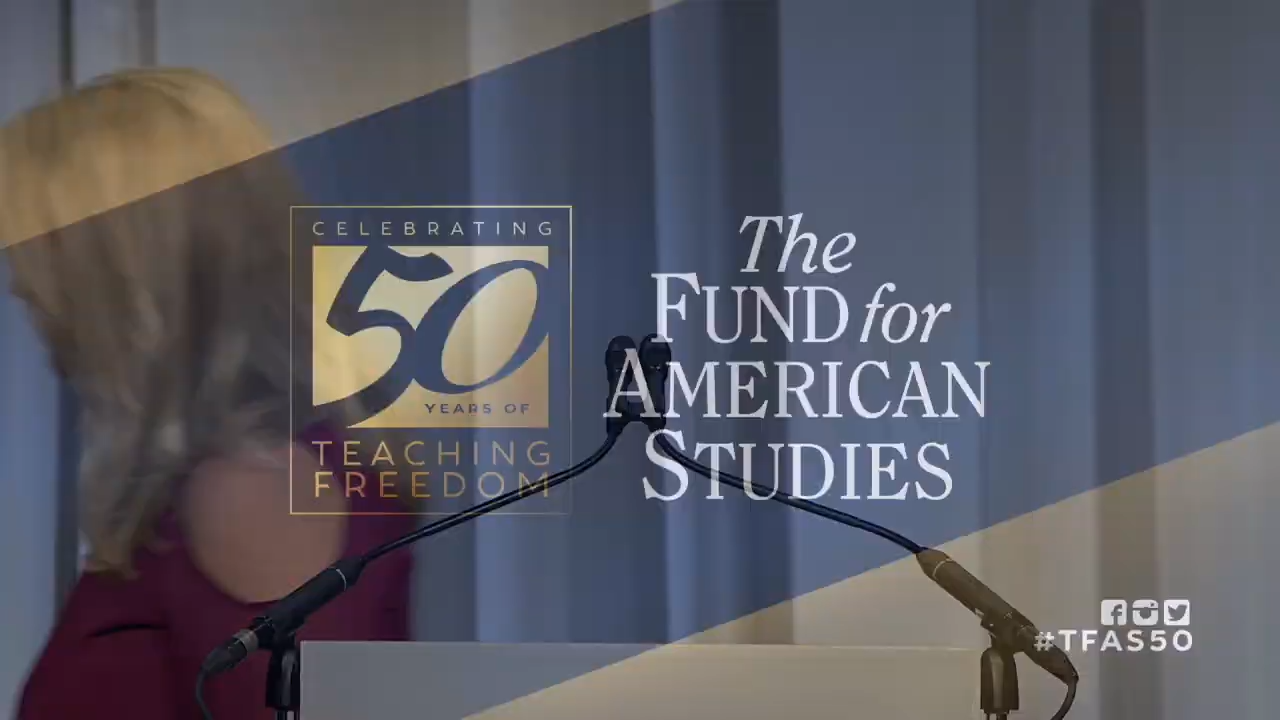 CELEBRATING
50
YEARS OF
TEACHING
FREEDOM
The
FUND for
AMERICAN
STUDIES
#TFAS50